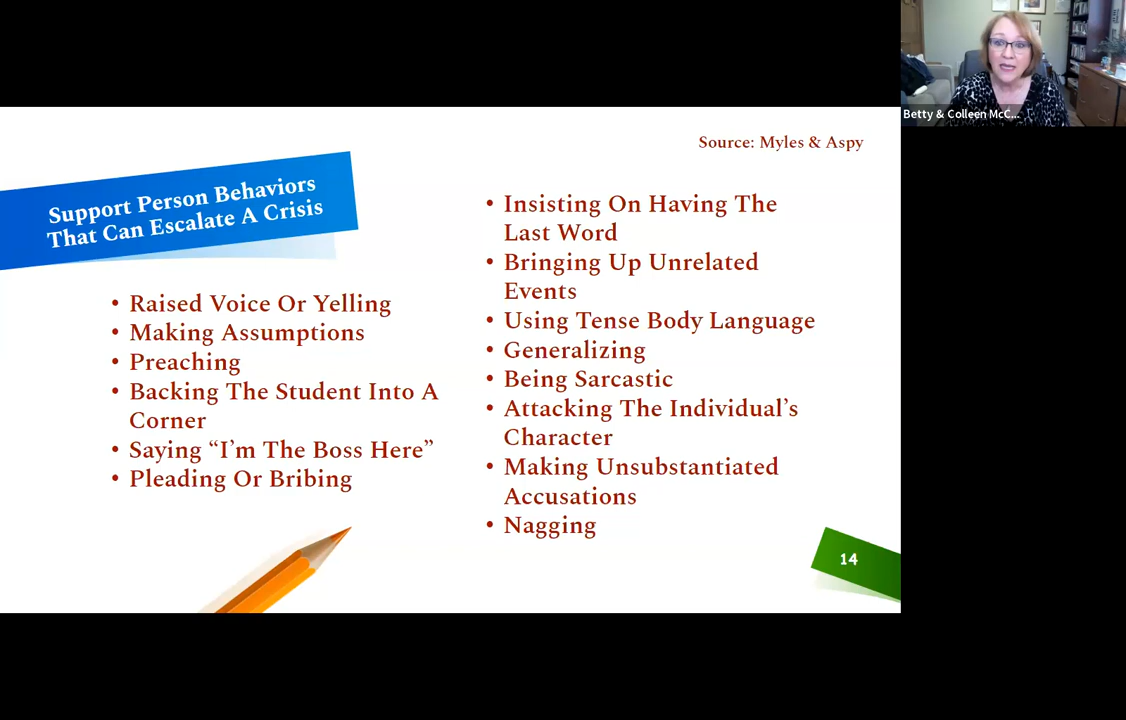 Betty & Colleen McC...
Source: Myles & Aspy
Support Person Behaviors
That Can Escalate A Crisis
• Raised Voice Or Yelling
• Making Assumptions
• Preaching
• Backing The Student Into A
Corner
• Saying “I’m The Boss Here”
• Pleading Or Bribing
• Insisting On Having The
Last Word
• Bringing Up Unrelated
Events
• Using Tense Body Language
• Generalizing
• Being Sarcastic
• Attacking The Individual’s
Character
• Making Unsubstantiated
Accusations
• Nagging
14